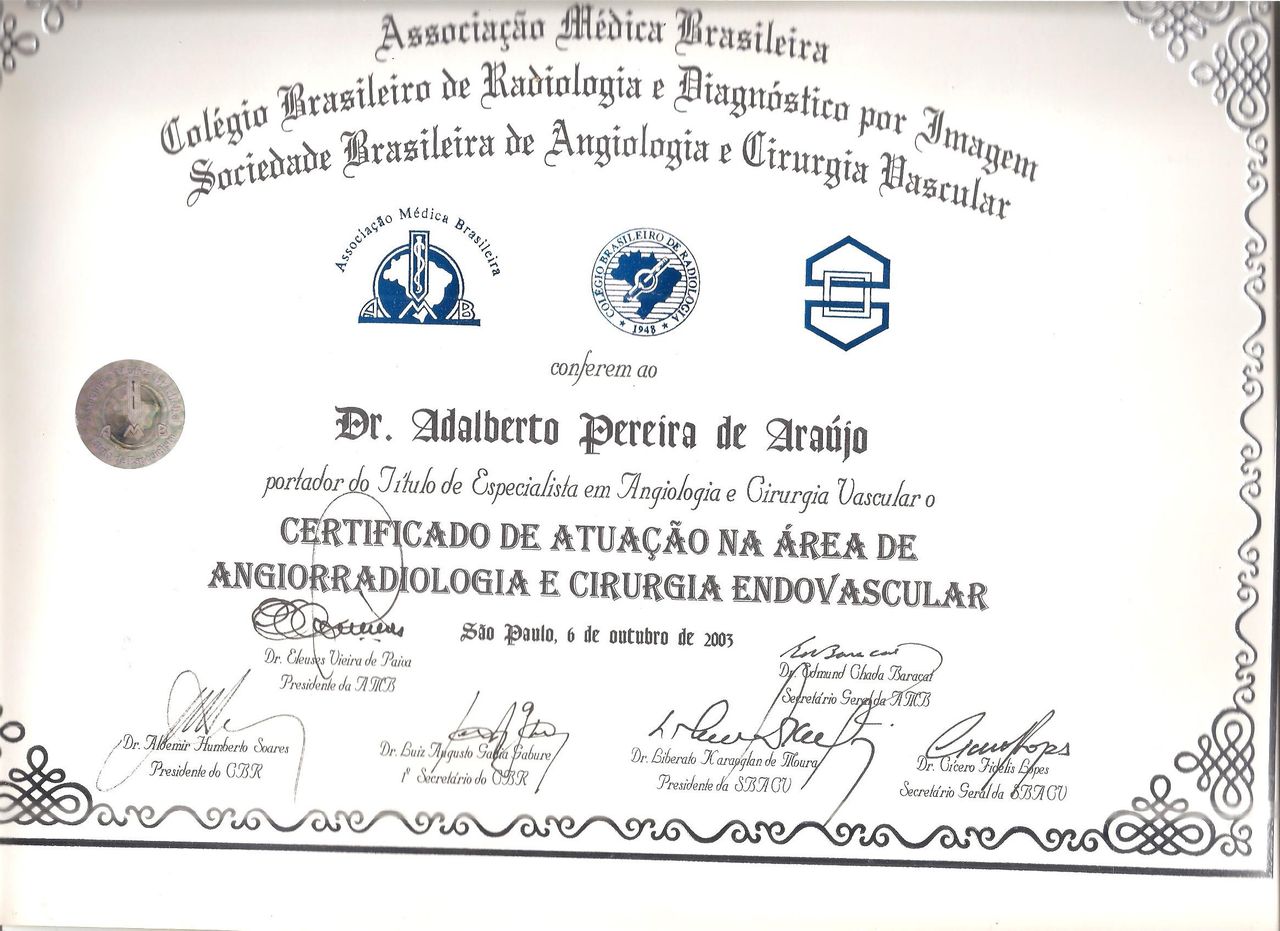 Associação Médica Brasileira
Colégio Brasileiro de Radiologia e Diagnóstico por Imagem
Sociedade Brasileira de Angiologia e Cirurgia Vascular
Associação Médica Brasileira
AMB
COLÉGIO BRASILEIRO DE RADIOLOGIA
★ 1948 ★
conferem ao
Dr. Adalberto Pereira de Araújo
portador do Título de Especialista em Angiologia e Cirurgia Vascular o
CERTIFICADO DE ATUAÇÃO NA ÁREA DE
ANGIORRADIOLOGIA E CIRURGIA ENDOVASCULAR
São Paulo, 6 de outubro de 2003
Dr. Eleuses Vieira de Paiva
Presidente da AMB
Dr. Edmund Chada Baracat
Secretário Geral da AMB
Dr. Aldemir Humberto Soares
Presidente do CBR
Dr. Luiz Augusto Gabure
1º Secretário do CBR
Dr. Liberato Karaoglan de Moura
Presidente da SBACV
Dr. Cícero Fidelis Lopes
Secretário Geral da SBACV